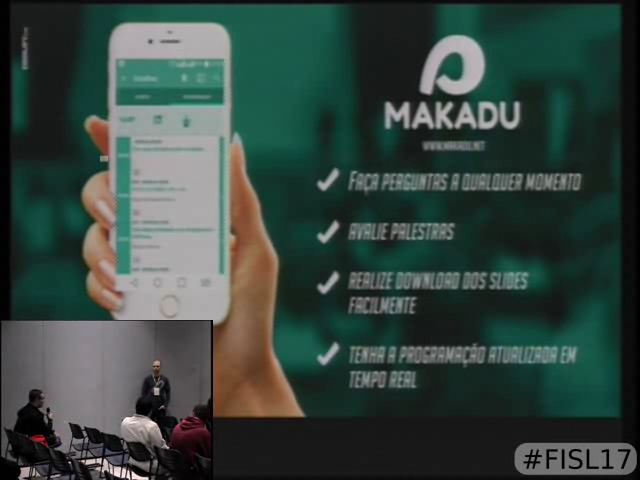 MAKADU
WWW.MAKADU.NET
FAÇA PERGUNTAS A QUALQUER MOMENTO
AVALIE PALESTRAS
REALIZE DOWNLOAD DOS SLIDES
FACILMENTE
TENHA A PROGRAMAÇÃO ATUALIZADA EM
TEMPO REAL
#FISL17